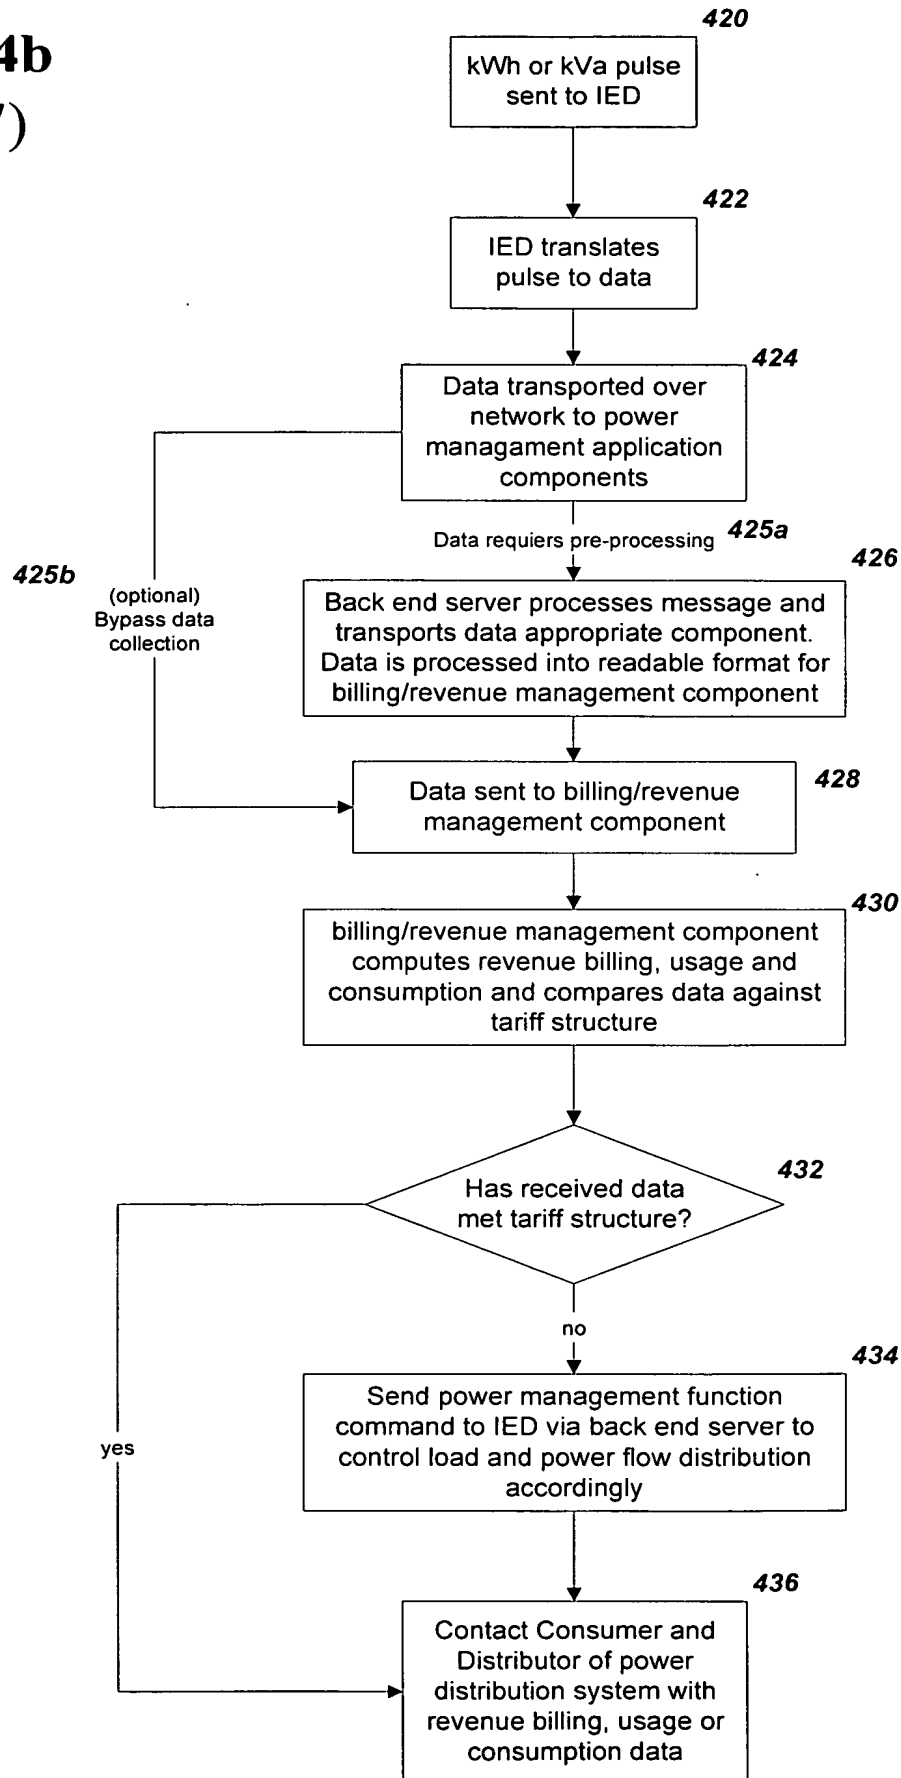 4b
)
420
kWh or kVa pulse
sent to IED
422
IED translates
pulse to data
424
Data transported over
network to power
managament application
components
Data requiers pre-processing
425a
426
425b
(optional)
Bypass data
collection
Back end server processes message and
transports data appropriate component.
Data is processed into readable format for
billing/revenue management component
428
Data sent to billing/revenue
management component
430
billing/revenue management component
computes revenue billing, usage and
consumption and compares data against
tariff structure
432
Has received data
met tariff structure?
no
434
Send power management function
command to IED via back end server to
control load and power flow distribution
accordingly
yes
436
Contact Consumer and
Distributor of power
distribution system with
revenue billing, usage or
consumption data